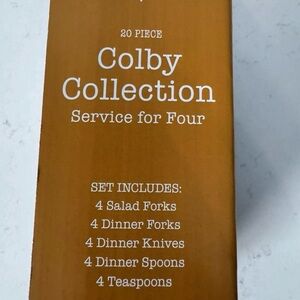 20 PIECE
Colby
Collection
Service for Four
SET INCLUDES:
4 Salad Forks
4 Dinner Forks
4 Dinner Knives
4 Dinner Spoons
4 Teaspoons